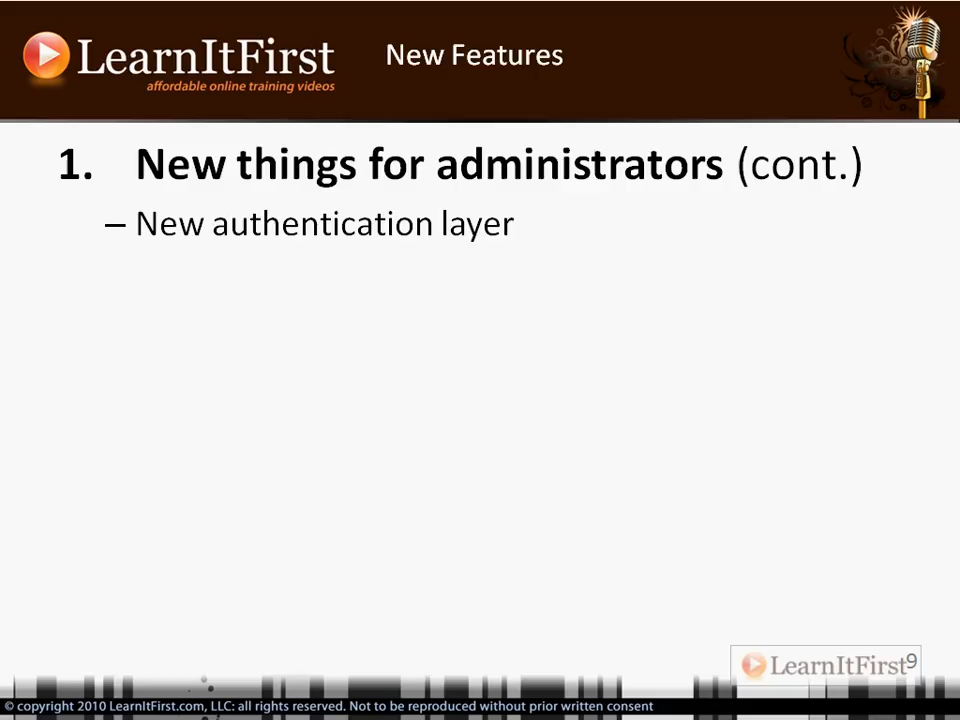 LearnItFirst
affordable online training videos
New Features
1. New things for administrators (cont.)
– New authentication layer
LearnItFirst
9
© copyright 2010 LearnItFirst.com, LLC: all rights reserved. Not to be reproduced without prior written consent